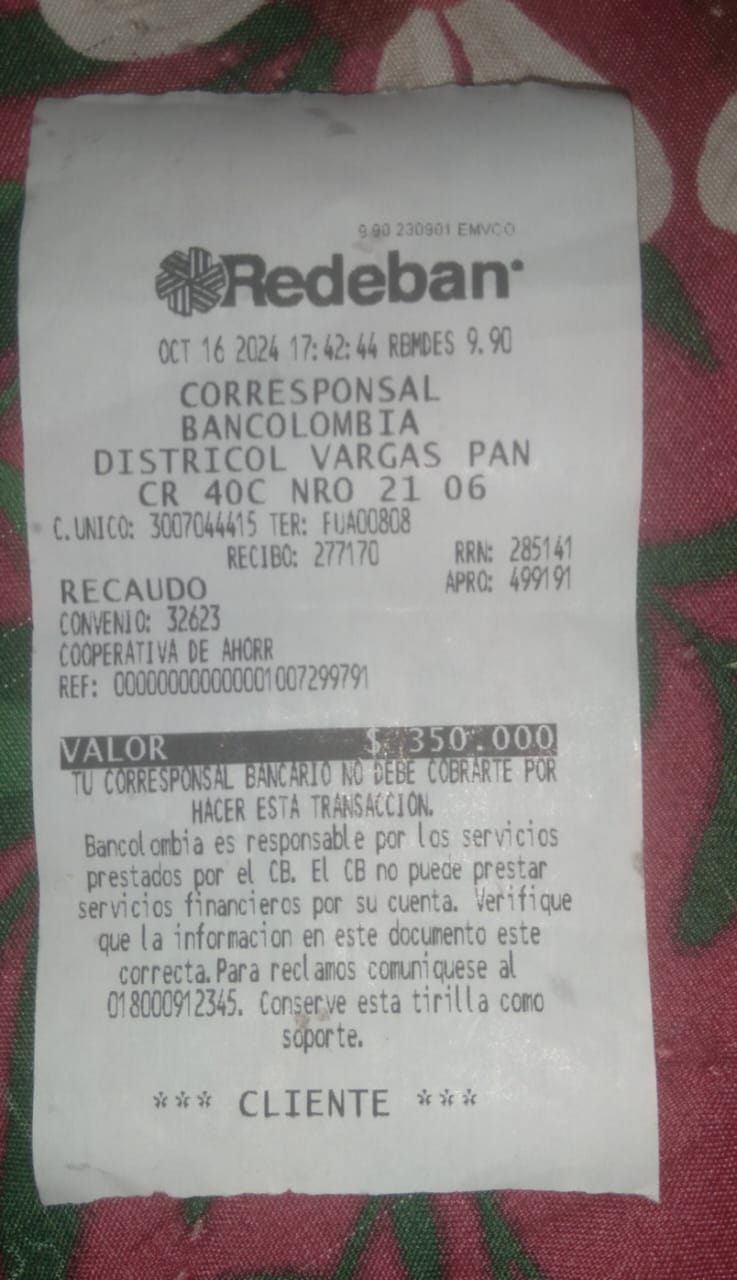 9.90 230901 EMVCO
Redeban
OCT 16 2024 17:42:44 RBMDES 9.90
CORRESPONSAL
BANCOLOMBIA
DISTRICOL VARGAS PAN
CR 40C NRO 21 06
C.UNICO: 3007044415 TER: FUA00808
RECIBO: 277170 RRN: 285141
RECAUDO APRO: 499191
CONVENIO: 32623
COOPERATIVA DE AHORR
REF: 000000000000001007299791
VALOR $ 350.000
TU CORRESPONSAL BANCARIO NO DEBE COBRARTE POR
HACER ESTA TRANSACCION.
Bancolombia es responsable por los servicios
prestados por el CB. El CB no puede prestar
servicios financieros por su cuenta. Verifique
que la informacion en este documento este
correcta.Para reclamos comuniquese al
018000912345. Conserve esta tirilla como
soporte.
*** CLIENTE ***